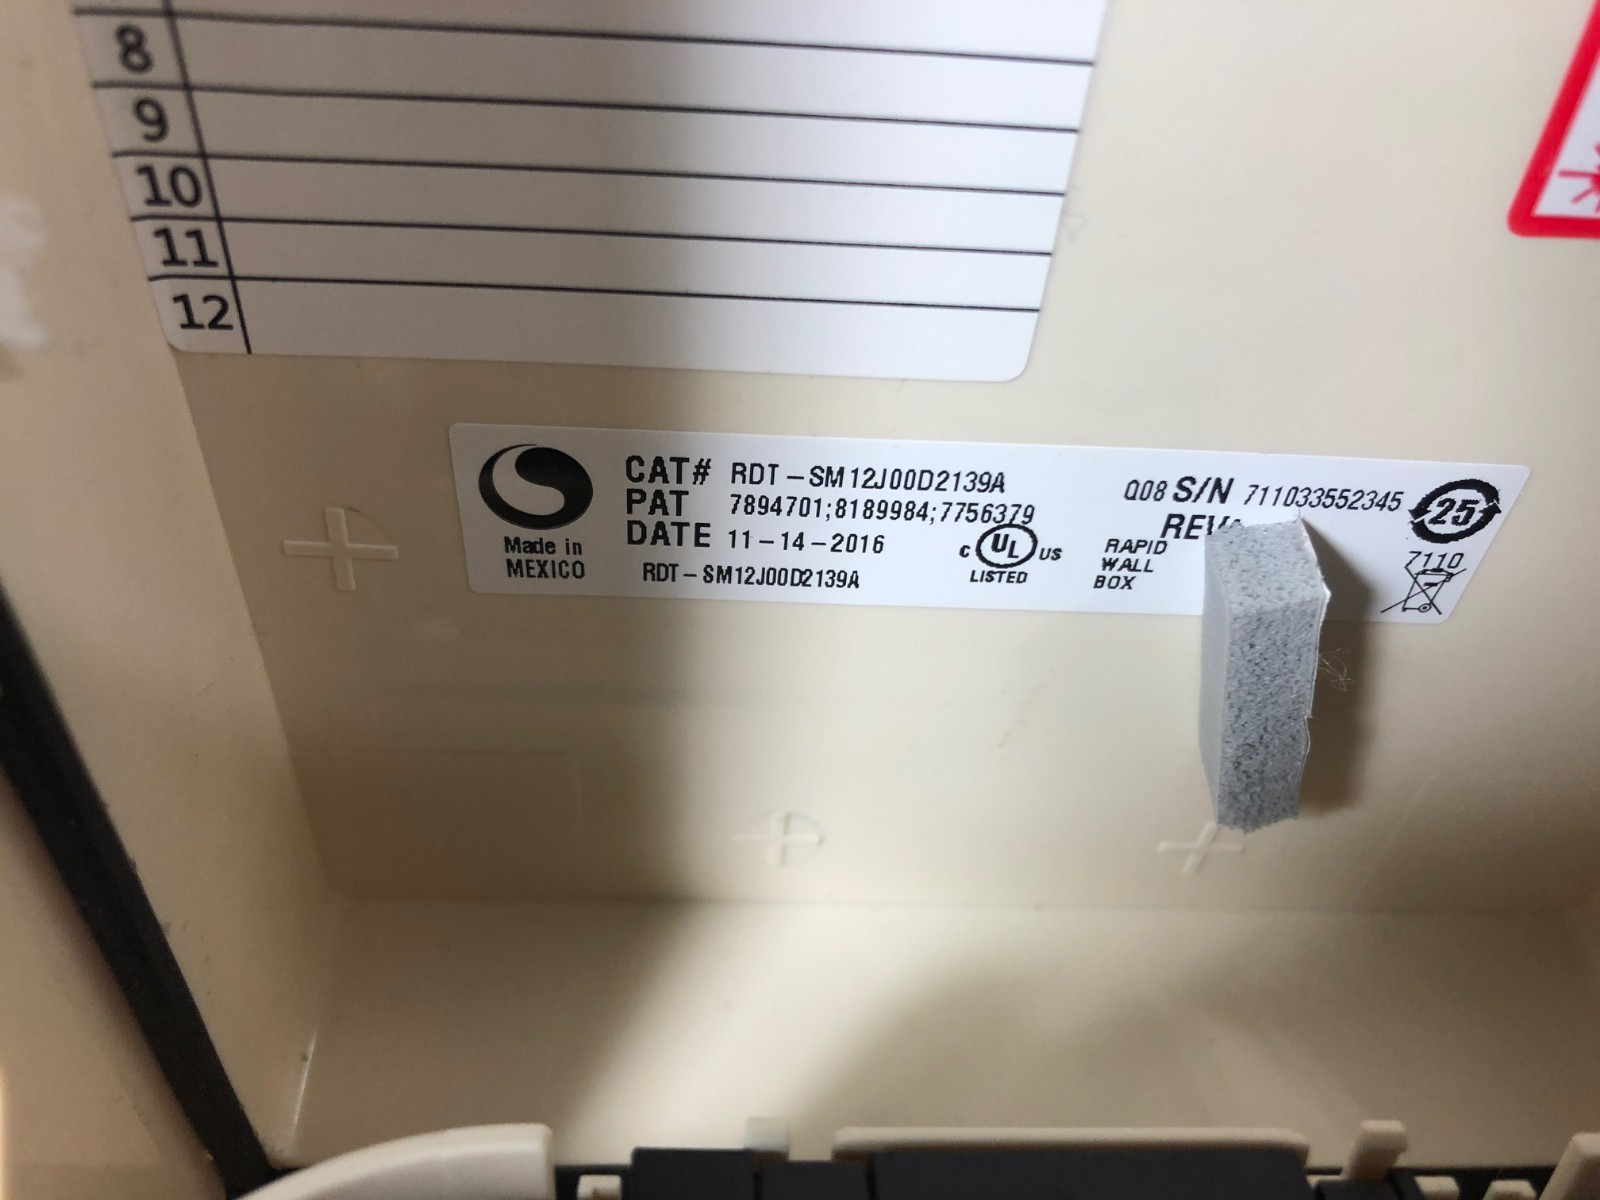 8
9
10
11
12
CAT# RDT-SM12J00D2139A
PAT 7894701;8189984;7756379
DATE 11-14-2016
RDT-SM12J00D2139A
Made in
MEXICO
c UL US
LISTED
Q08 S/N 711033552345
RAPID
WALL
BOX
25
7110